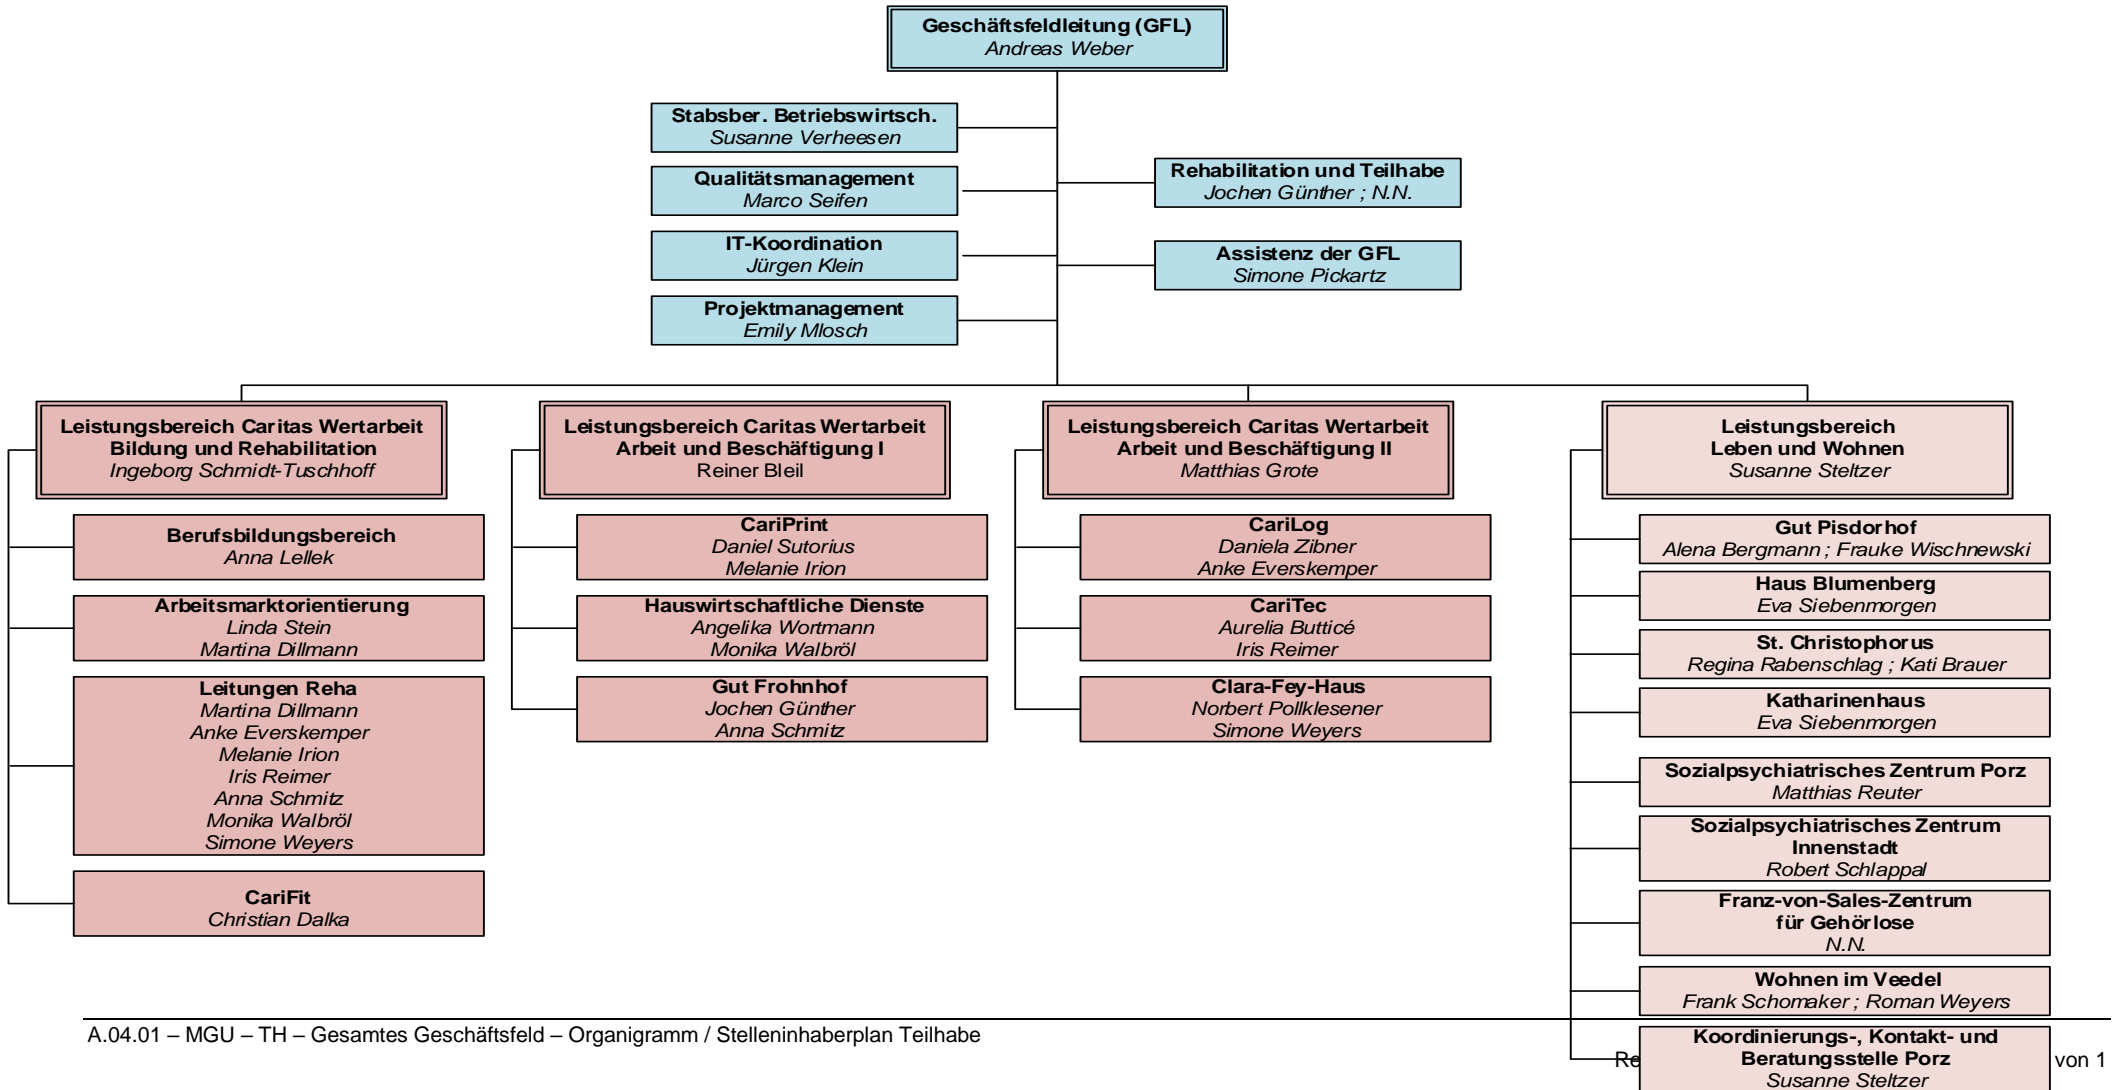 Geschäftsfeldleitung (GFL)
Andreas Weber
Stabsber. Betriebswirtsch.
Susanne Verheesen
Qualitätsmanagement
Marco Seifen
IT-Koordination
Jürgen Klein
Projektmanagement
Emily Mlosch
Rehabilitation und Teilhabe
Jochen Günther ; N.N.
Assistenz der GFL
Simone Pickartz
Leistungsbereich Caritas Wertarbeit
Bildung und Rehabilitation
Ingeborg Schmidt-Tuschhoff
Berufsbildungsbereich
Anna Lellek
Arbeitsmarktorientierung
Linda Stein
Martina Dillmann
Leitungen Reha
Martina Dillmann
Anke Everskemper
Melanie Irion
Iris Reimer
Anna Schmitz
Monika Walbröl
Simone Weyers
CariFit
Christian Dalka
Leistungsbereich Caritas Wertarbeit
Arbeit und Beschäftigung I
Reiner Bleil
CariPrint
Daniel Sutorius
Melanie Irion
Hauswirtschaftliche Dienste
Angelika Wortmann
Monika Walbröl
Gut Frohnhof
Jochen Günther
Anna Schmitz
Leistungsbereich Caritas Wertarbeit
Arbeit und Beschäftigung II
Matthias Grote
CariLog
Daniela Zibner
Anke Everskemper
CariTec
Aurelia Butticé
Iris Reimer
Clara-Fey-Haus
Norbert Pollklesener
Simone Weyers
Leistungsbereich
Leben und Wohnen
Susanne Steltzer
Gut Pisdorhof
Alena Bergmann ; Frauke Wischnewski
Haus Blumenberg
Eva Siebenmorgen
St. Christophorus
Regina Rabenschlag ; Kati Brauer
Katharinenhaus
Eva Siebenmorgen
Sozialpsychiatrisches Zentrum Porz
Matthias Reuter
Sozialpsychiatrisches Zentrum
Innenstadt
Robert Schlappal
Franz-von-Sales-Zentrum
für Gehörlose
N.N.
Wohnen im Veedel
Frank Schomaker ; Roman Weyers
Koordinierungs-, Kontakt- und
Beratungsstelle Porz
Susanne Steltzer
A.04.01 – MGU – TH – Gesamtes Geschäftsfeld – Organigramm / Stelleninhaberplan Teilhabe
von 1